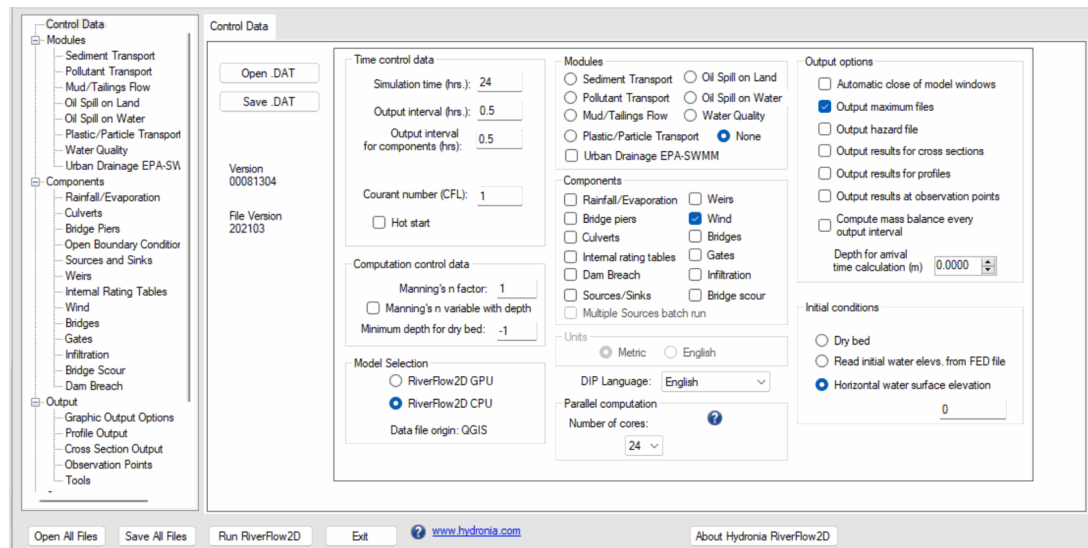 Control Data
Modules
Sediment Transport
Pollutant Transport
Mud/Tailings Flow
Oil Spill on Land
Oil Spill on Water
Plastic/Particle Transport
Water Quality
Urban Drainage EPA-SW
Components
Rainfall/Evaporation
Culverts
Bridge Piers
Open Boundary Condition
Sources and Sinks
Weirs
Internal Rating Tables
Wind
Bridges
Gates
Infiltration
Bridge Scour
Dam Breach
Output
Graphic Output Options
Profile Output
Cross Section Output
Observation Points
Tools
Control Data
Open .DAT
Save .DAT
Version
00081304
File Version
202103
Time control data
Simulation time (hrs.): 24
Output interval (hrs.): 0.5
Output interval
for components (hrs): 0.5
Courant number (CFL): 1
Hot start
Computation control data
Manning's n factor: 1
Manning's n variable with depth
Minimum depth for dry bed: -1
Model Selection
RiverFlow2D GPU
RiverFlow2D CPU
Data file origin: QGIS
Modules
Sediment Transport Oil Spill on Land
Pollutant Transport Oil Spill on Water
Mud/Tailings Flow Water Quality
Plastic/Particle Transport None
Urban Drainage EPA-SWMM
Components
Rainfall/Evaporation Weirs
Bridge piers Wind
Culverts Bridges
Internal rating tables Gates
Dam Breach Infiltration
Sources/Sinks Bridge scour
Multiple Sources batch run
Units
Metric English
DIP Language: English
Parallel computation
Number of cores:
24
Output options
Automatic close of model windows
Output maximum files
Output hazard file
Output results for cross sections
Output results for profiles
Output results at observation points
Compute mass balance every
output interval
Depth for arrival
time calculation (m) 0.0000
Initial conditions
Dry bed
Read initial water elevs. from FED file
Horizontal water surface elevation
0
Open All Files Save All Files Run RiverFlow2D Exit ? www.hydronia.com About Hydronia RiverFlow2D